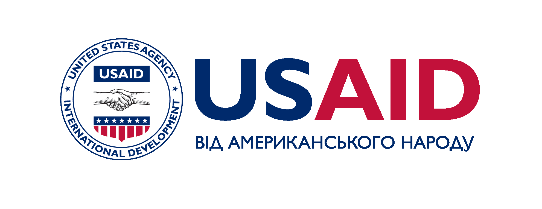 UNITED STATES AGENCY
USAID
INTERNATIONAL DEVELOPMENT
USAID
ВІД АМЕРИКАНСЬКОГО НАРОДУ